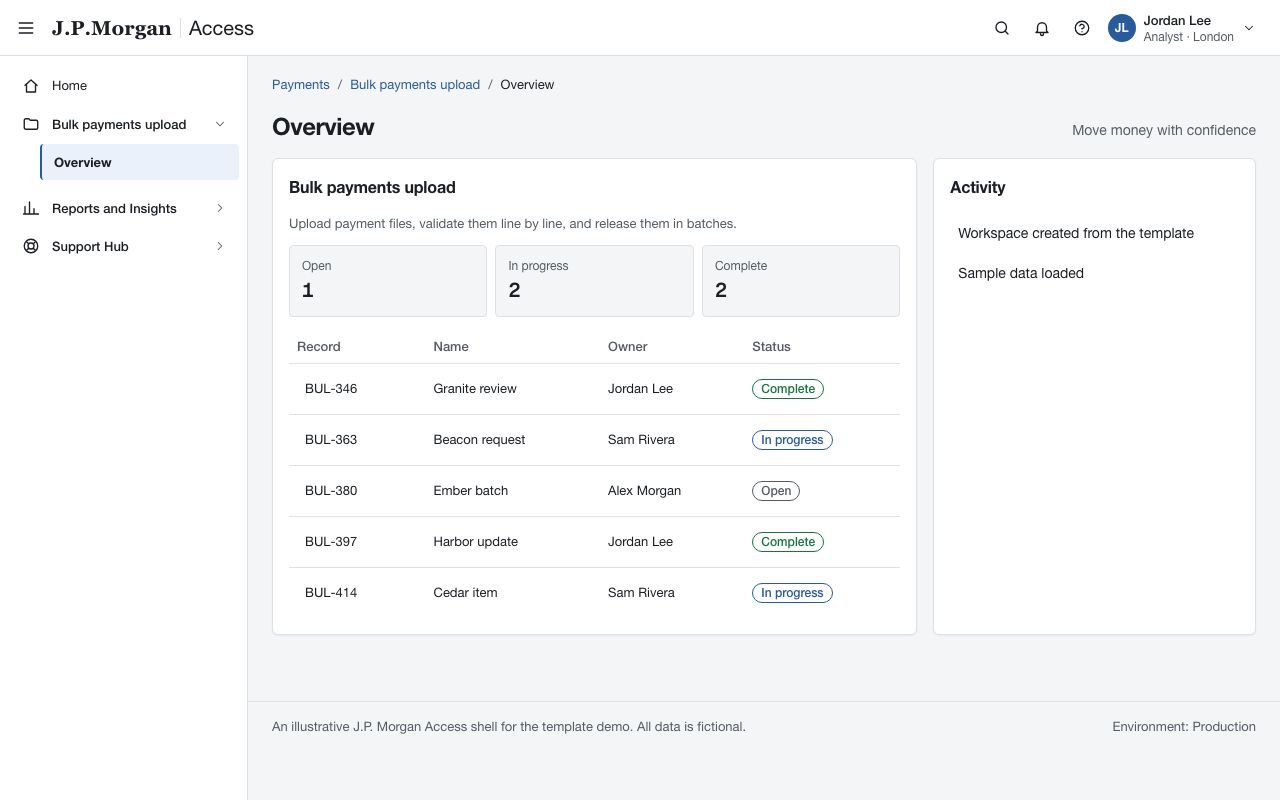 J.P.Morgan Access
JL
Jordan Lee
Analyst · London
Home
Bulk payments upload
Overview
Reports and Insights
Support Hub
Payments / Bulk payments upload / Overview
Overview
Move money with confidence
Bulk payments upload
Upload payment files, validate them line by line, and release them in batches.
Open
1
In progress
2
Complete
2
Record Name Owner Status
BUL-346 Granite review Jordan Lee Complete
BUL-363 Beacon request Sam Rivera In progress
BUL-380 Ember batch Alex Morgan Open
BUL-397 Harbor update Jordan Lee Complete
BUL-414 Cedar item Sam Rivera In progress
Activity
Workspace created from the template
Sample data loaded
An illustrative J.P. Morgan Access shell for the template demo. All data is fictional.
Environment: Production